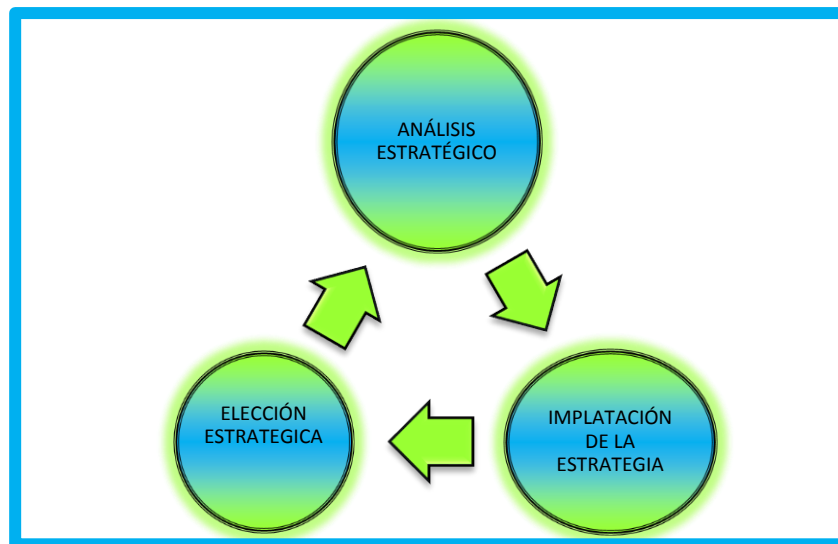 ANÁLISIS
ESTRATÉGICO
IMPLATACIÓN
DE LA
ESTRATEGIA
ELECCIÓN
ESTRATEGICA